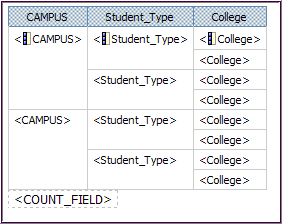 CAMPUS Student_Type College
<CAMPUS> <Student_Type> <College>
<College>
<Student_Type> <College>
<College>
<CAMPUS> <Student_Type> <College>
<College>
<Student_Type> <College>
<College>
<COUNT_FIELD>